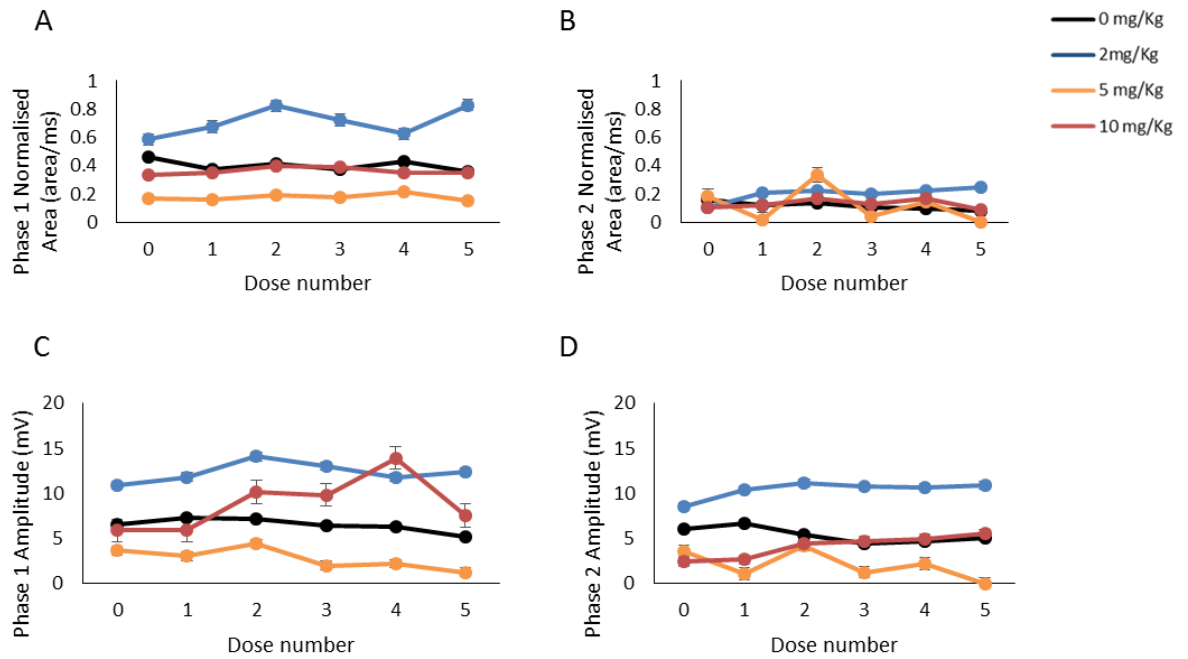 A
B
0 mg/Kg
2mg/Kg
5 mg/Kg
10 mg/Kg
Phase 1 Normalised
Area (area/ms)
1
0.8
0.6
0.4
0.2
0
0 1 2 3 4 5
Dose number
Phase 2 Normalised
Area (area/ms)
1
0.8
0.6
0.4
0.2
0
0 1 2 3 4 5
Dose number
C
D
Phase 1 Amplitude (mV)
20
15
10
5
0
0 1 2 3 4 5
Dose number
Phase 2 Amplitude (mV)
20
15
10
5
0
0 1 2 3 4 5
Dose number